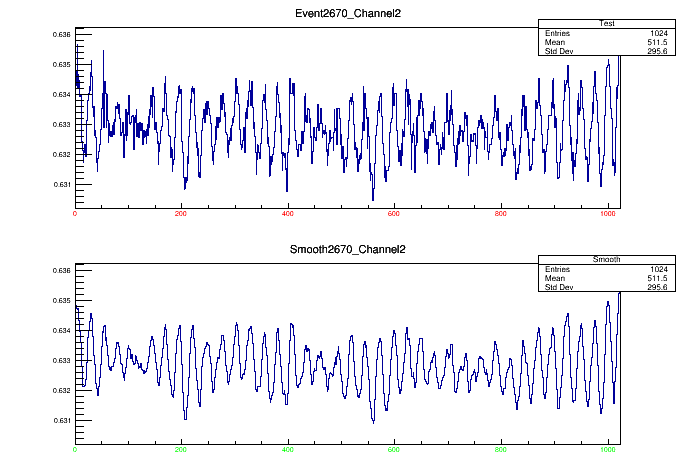 Event2670_Channel2
Test
Entries 1024
Mean 511.5
Std Dev 295.6
0.636
0.635
0.634
0.633
0.632
0.631
0 200 400 600 800 1000
Smooth2670_Channel2
Smooth
Entries 1024
Mean 511.5
Std Dev 295.6
0.636
0.635
0.634
0.633
0.632
0.631
0 200 400 600 800 1000